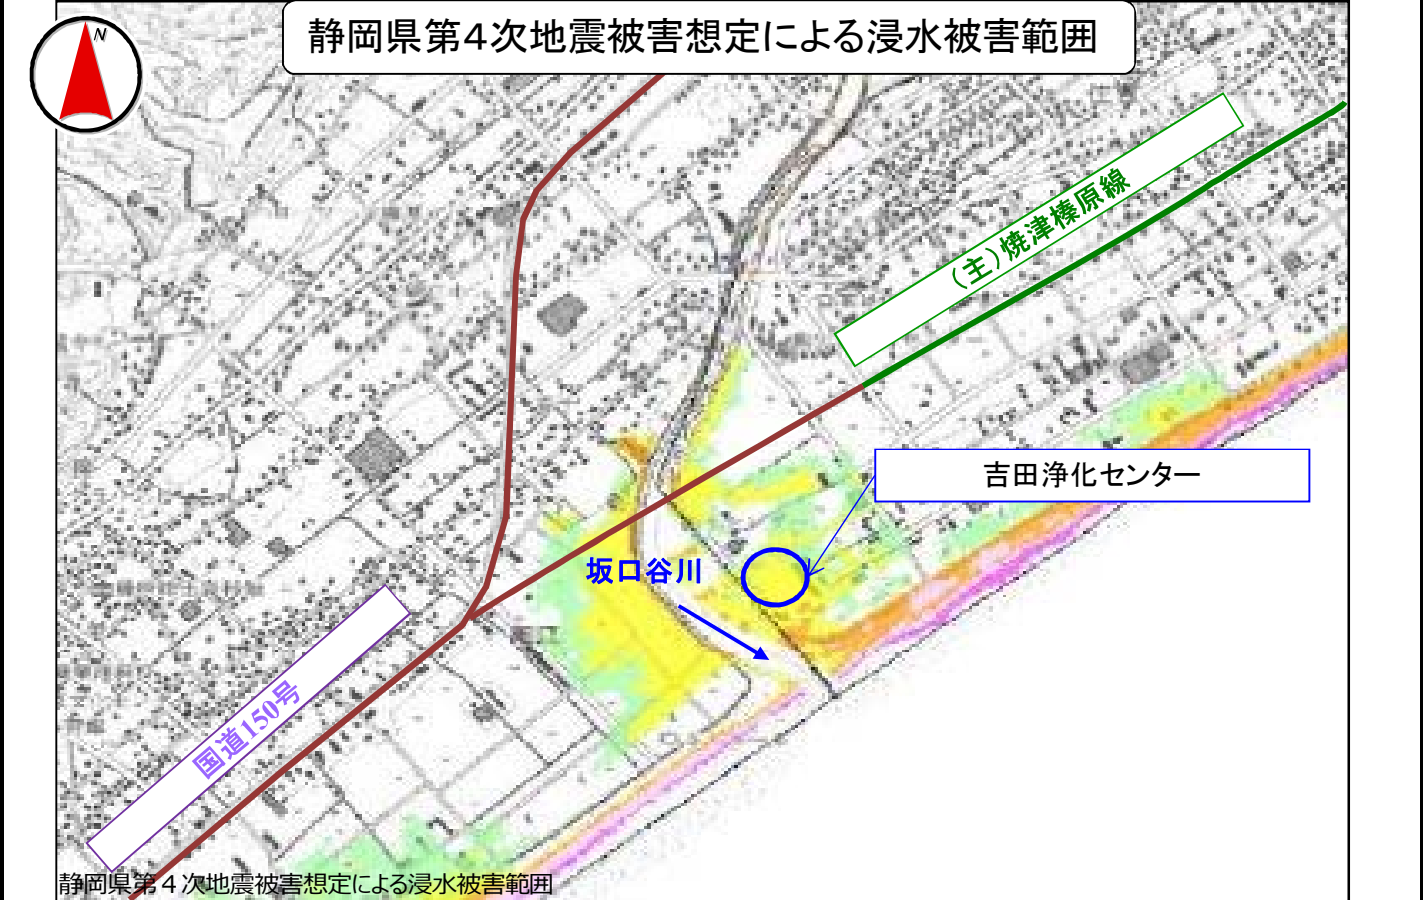 静岡県第4次地震被害想定による浸水被害範囲
N
(主)焼津榛原線
吉田浄化センター
坂口谷川
国道150号
静岡県第４次地震被害想定による浸水被害範囲